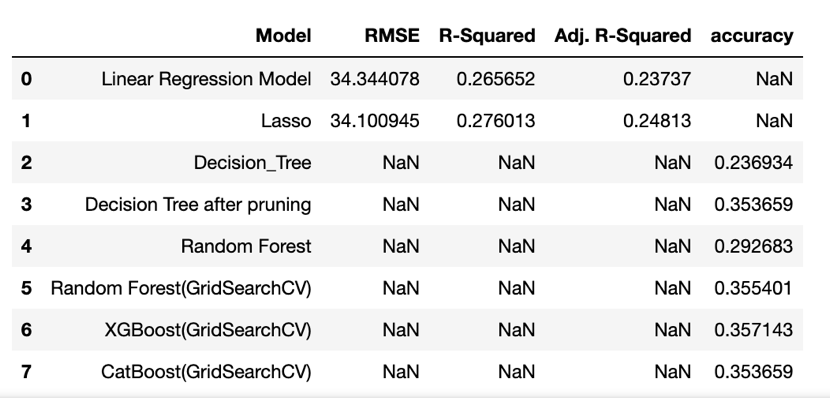 Model RMSE R-Squared Adj. R-Squared accuracy
0 Linear Regression Model 34.344078 0.265652 0.23737 NaN
1 Lasso 34.100945 0.276013 0.24813 NaN
2 Decision_Tree NaN NaN NaN 0.236934
3 Decision Tree after pruning NaN NaN NaN 0.353659
4 Random Forest NaN NaN NaN 0.292683
5 Random Forest(GridSearchCV) NaN NaN NaN 0.355401
6 XGBoost(GridSearchCV) NaN NaN NaN 0.357143
7 CatBoost(GridSearchCV) NaN NaN NaN 0.353659